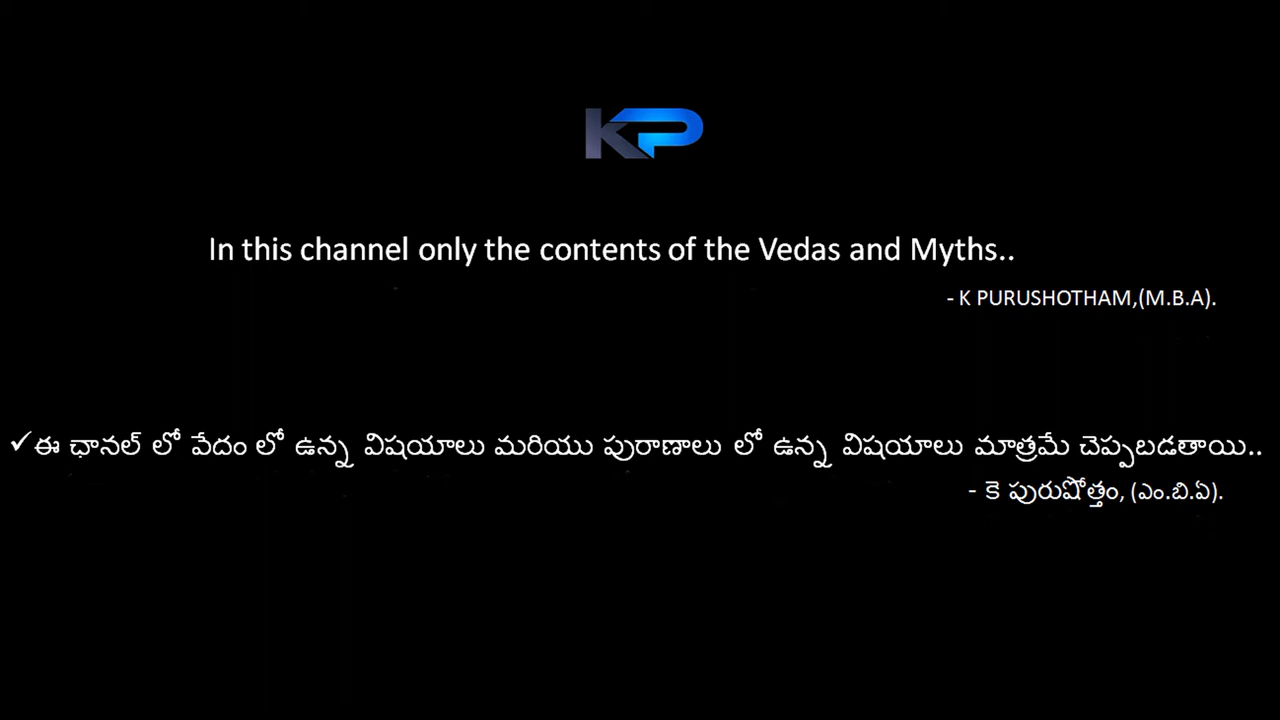 KP
In this channel only the contents of the Vedas and Myths..
- K PURUSHOTHAM,(M.B.A).
✓ఈ ఛానల్ లో వేదం లో ఉన్న విషయాలు మరియు పురాణాలు లో ఉన్న విషయాలు మాత్రమే చెప్పబడతాయి..
- కె పురుషోత్తం, (ఎం.బి.ఏ).